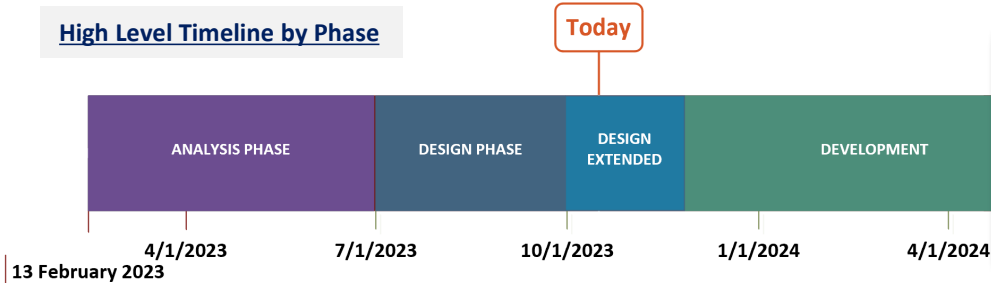 High Level Timeline by Phase
Today
ANALYSIS PHASE
DESIGN PHASE
DESIGN
EXTENDED
DEVELOPMENT
4/1/2023
7/1/2023
10/1/2023
1/1/2024
4/1/2024
13 February 2023